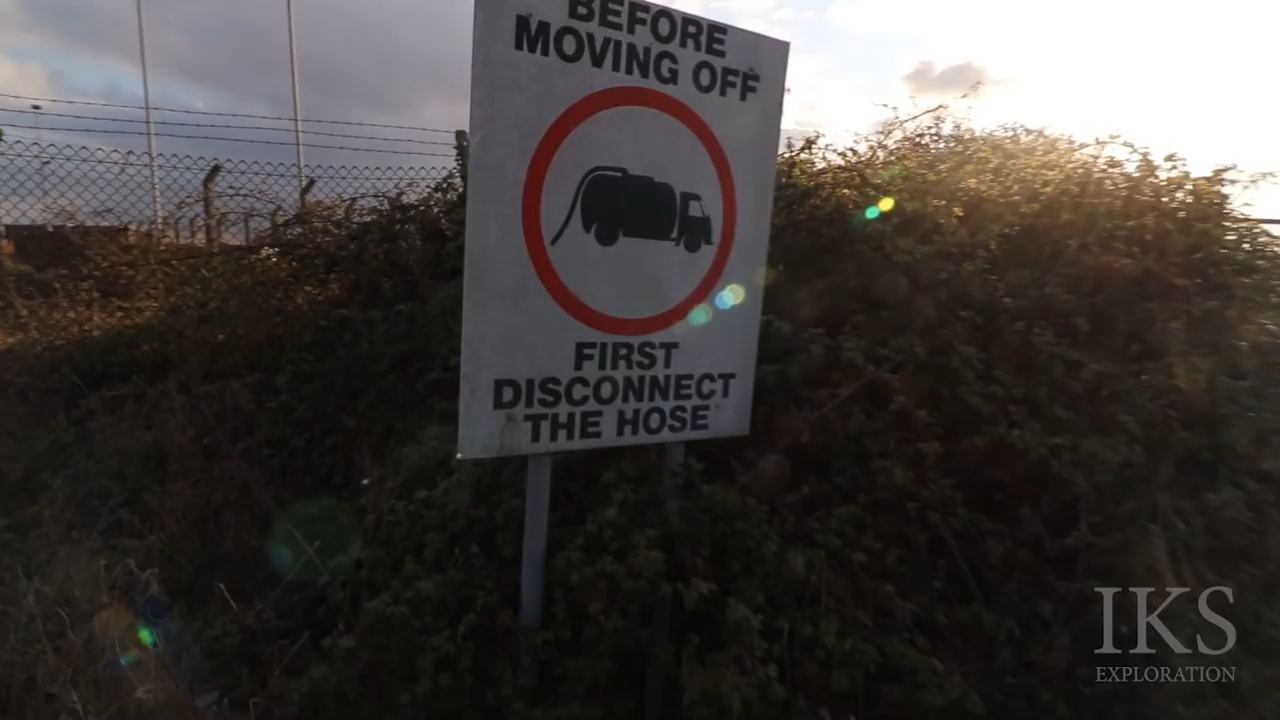 BEFORE
MOVING OFF
FIRST
DISCONNECT
THE HOSE
IKS
EXPLORATION